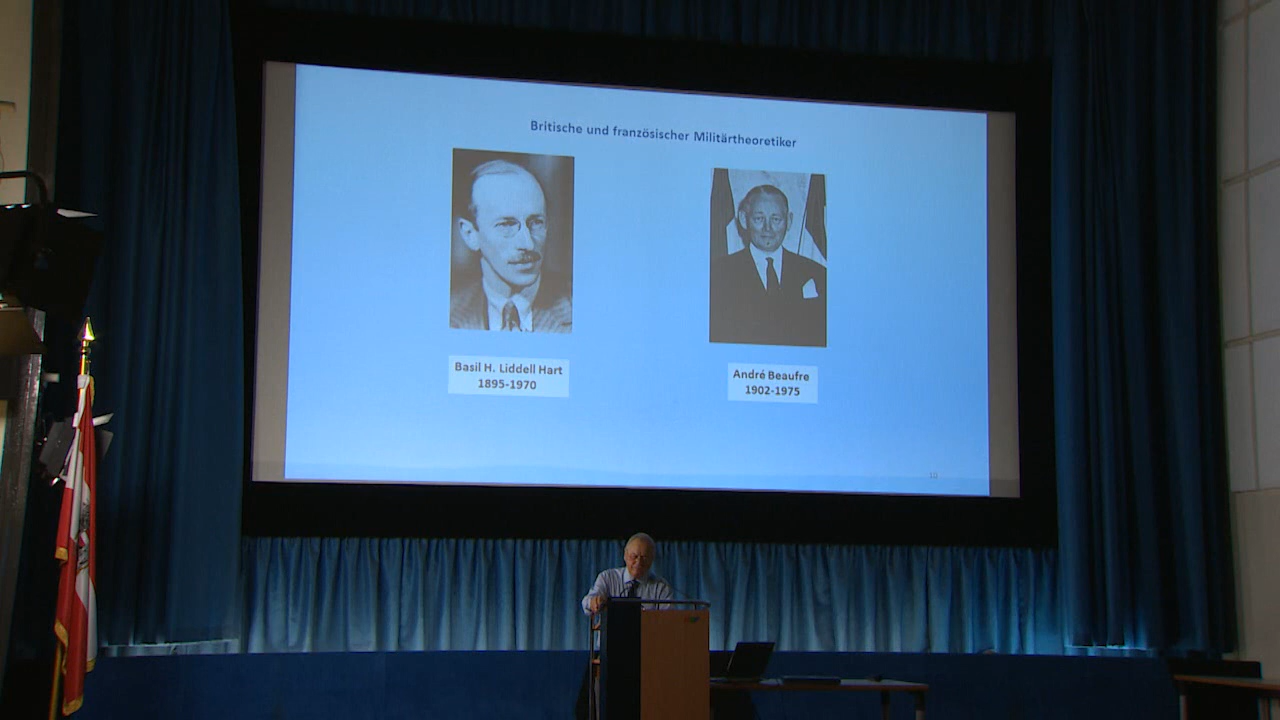 Britische und französischer Militärtheoretiker
Basil H. Liddell Hart
1895-1970
André Beaufre
1902-1975